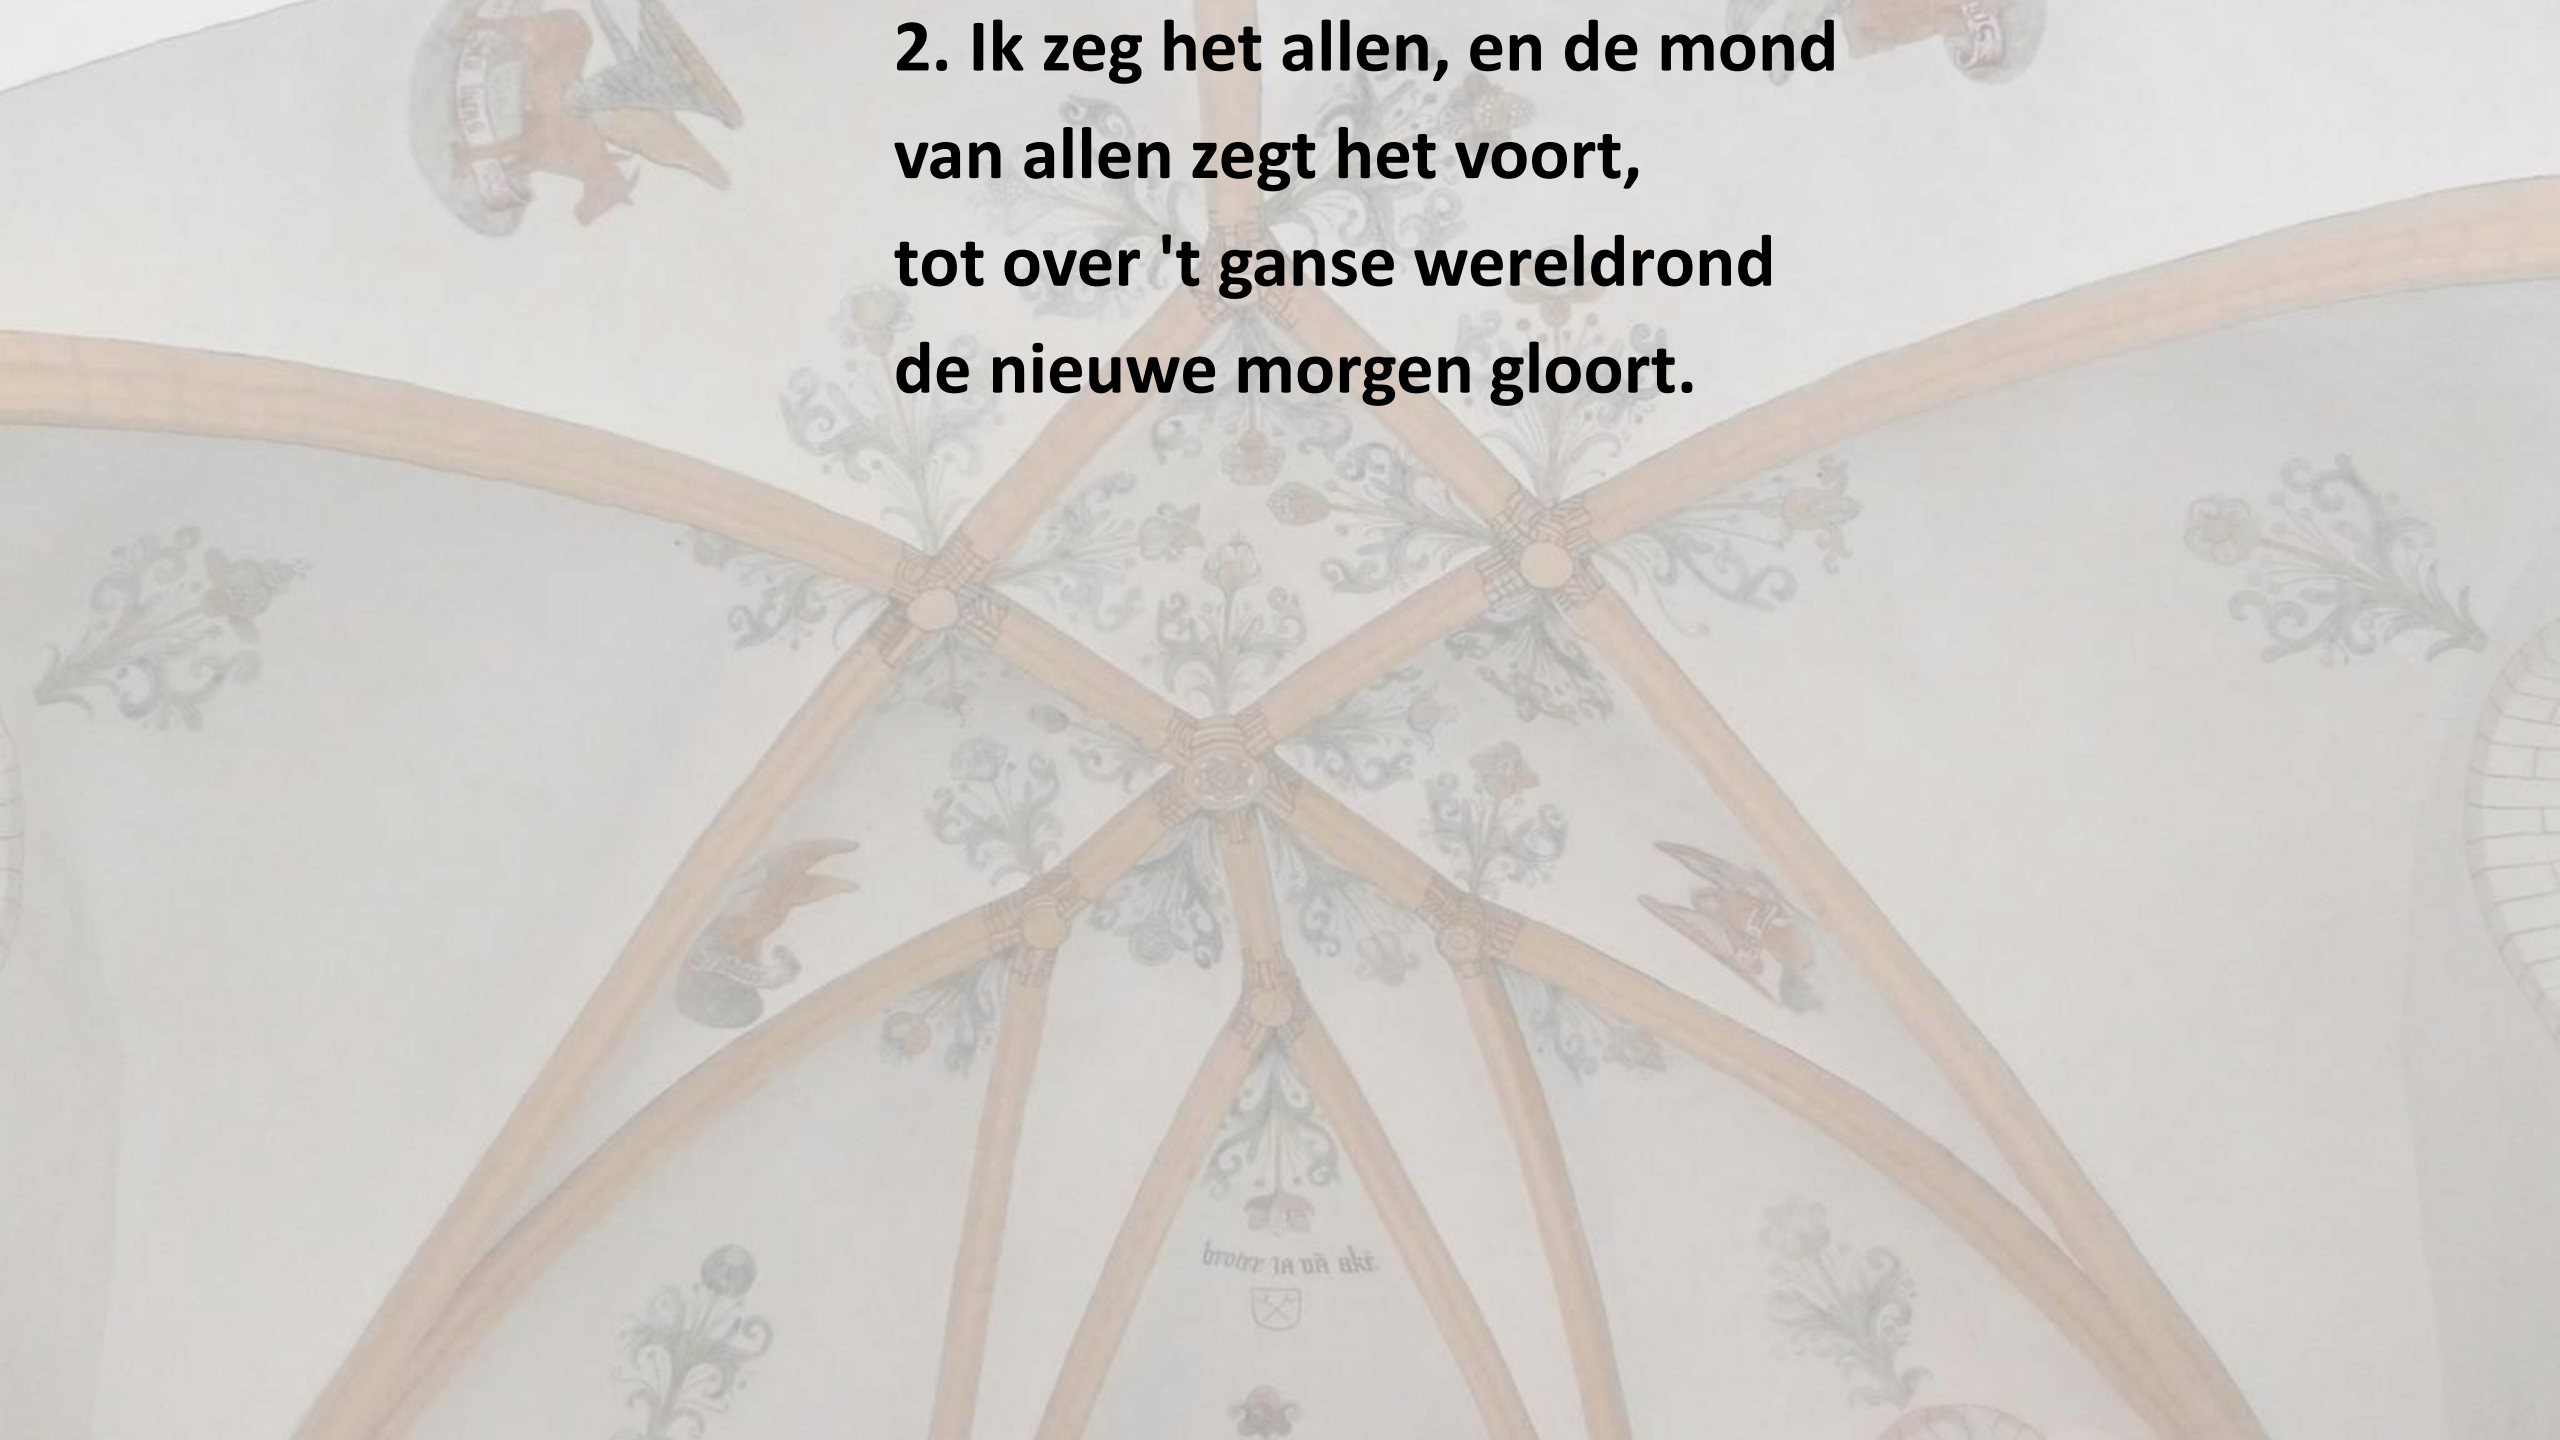 2. Ik zeg het allen, en de mond
van allen zegt het voort,
tot over 't ganse wereldrond
de nieuwe morgen gloort.